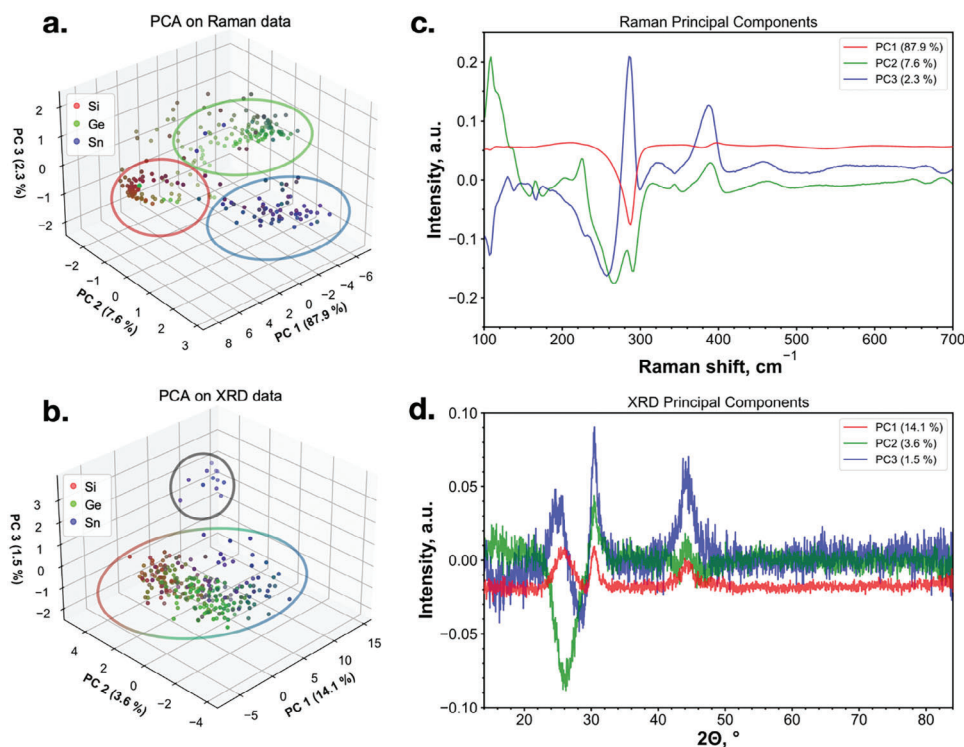 a.
PCA on Raman data
Si
Ge
Sn
PC 3 (2.3 %)
2
1
0
-1
-2
PC 2 (7.6 %)
-2
-1
0
1
2
3
PC 1 (87.9 %)
8
6
4
2
0
-2
-4
-6
c.
Raman Principal Components
PC1 (87.9 %)
PC2 (7.6 %)
PC3 (2.3 %)
Intensity, a.u.
0.2
0.1
0.0
-0.1
-0.2
100
200
300
400
500
600
700
Raman shift, cm⁻¹
b.
PCA on XRD data
Si
Ge
Sn
PC 3 (1.5 %)
3
2
1
0
-1
-2
PC 2 (3.6 %)
4
2
0
-2
-4
PC 1 (14.1 %)
-5
0
5
10
15
d.
XRD Principal Components
PC1 (14.1 %)
PC2 (3.6 %)
PC3 (1.5 %)
Intensity, a.u.
0.10
0.05
0.00
-0.05
-0.10
20
30
40
50
60
70
80
2Θ, °